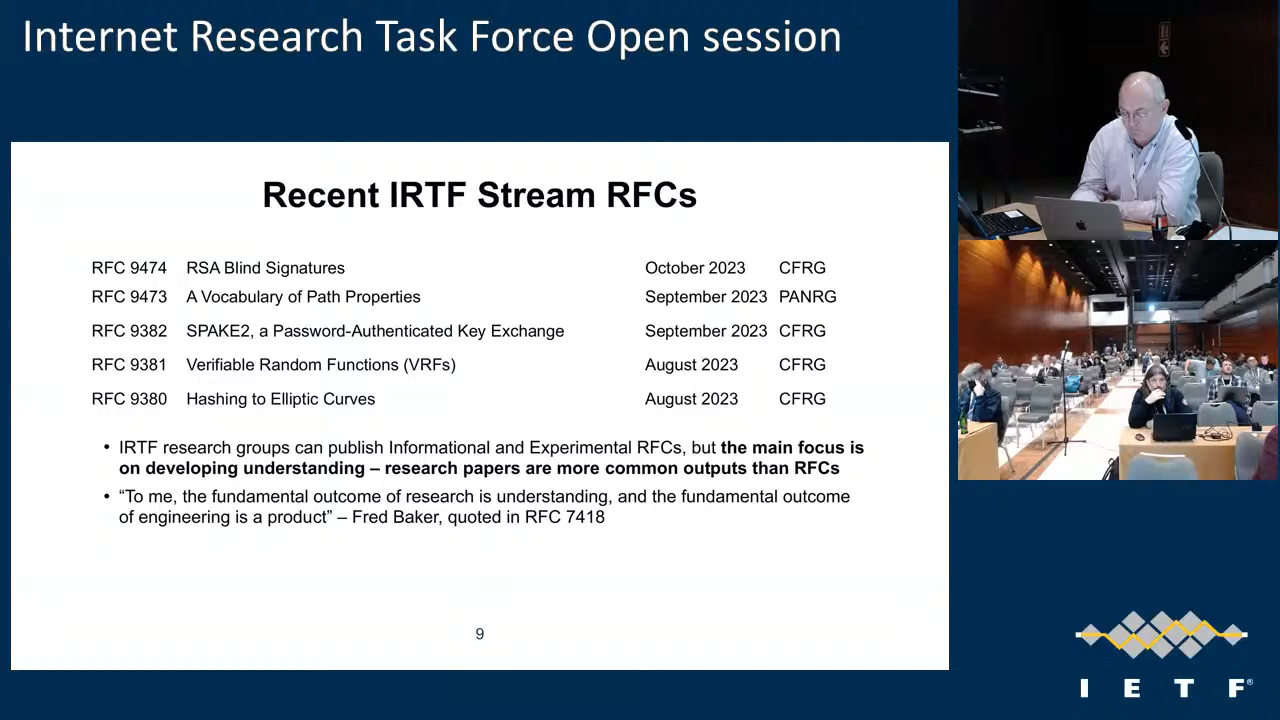 Internet Research Task Force Open session
Recent IRTF Stream RFCs
RFC 9474 RSA Blind Signatures October 2023 CFRG
RFC 9473 A Vocabulary of Path Properties September 2023 PANRG
RFC 9382 SPAKE2, a Password-Authenticated Key Exchange September 2023 CFRG
RFC 9381 Verifiable Random Functions (VRFs) August 2023 CFRG
RFC 9380 Hashing to Elliptic Curves August 2023 CFRG
• IRTF research groups can publish Informational and Experimental RFCs, but the main focus is
on developing understanding – research papers are more common outputs than RFCs
• “To me, the fundamental outcome of research is understanding, and the fundamental outcome
of engineering is a product” – Fred Baker, quoted in RFC 7418
9
I E T F®